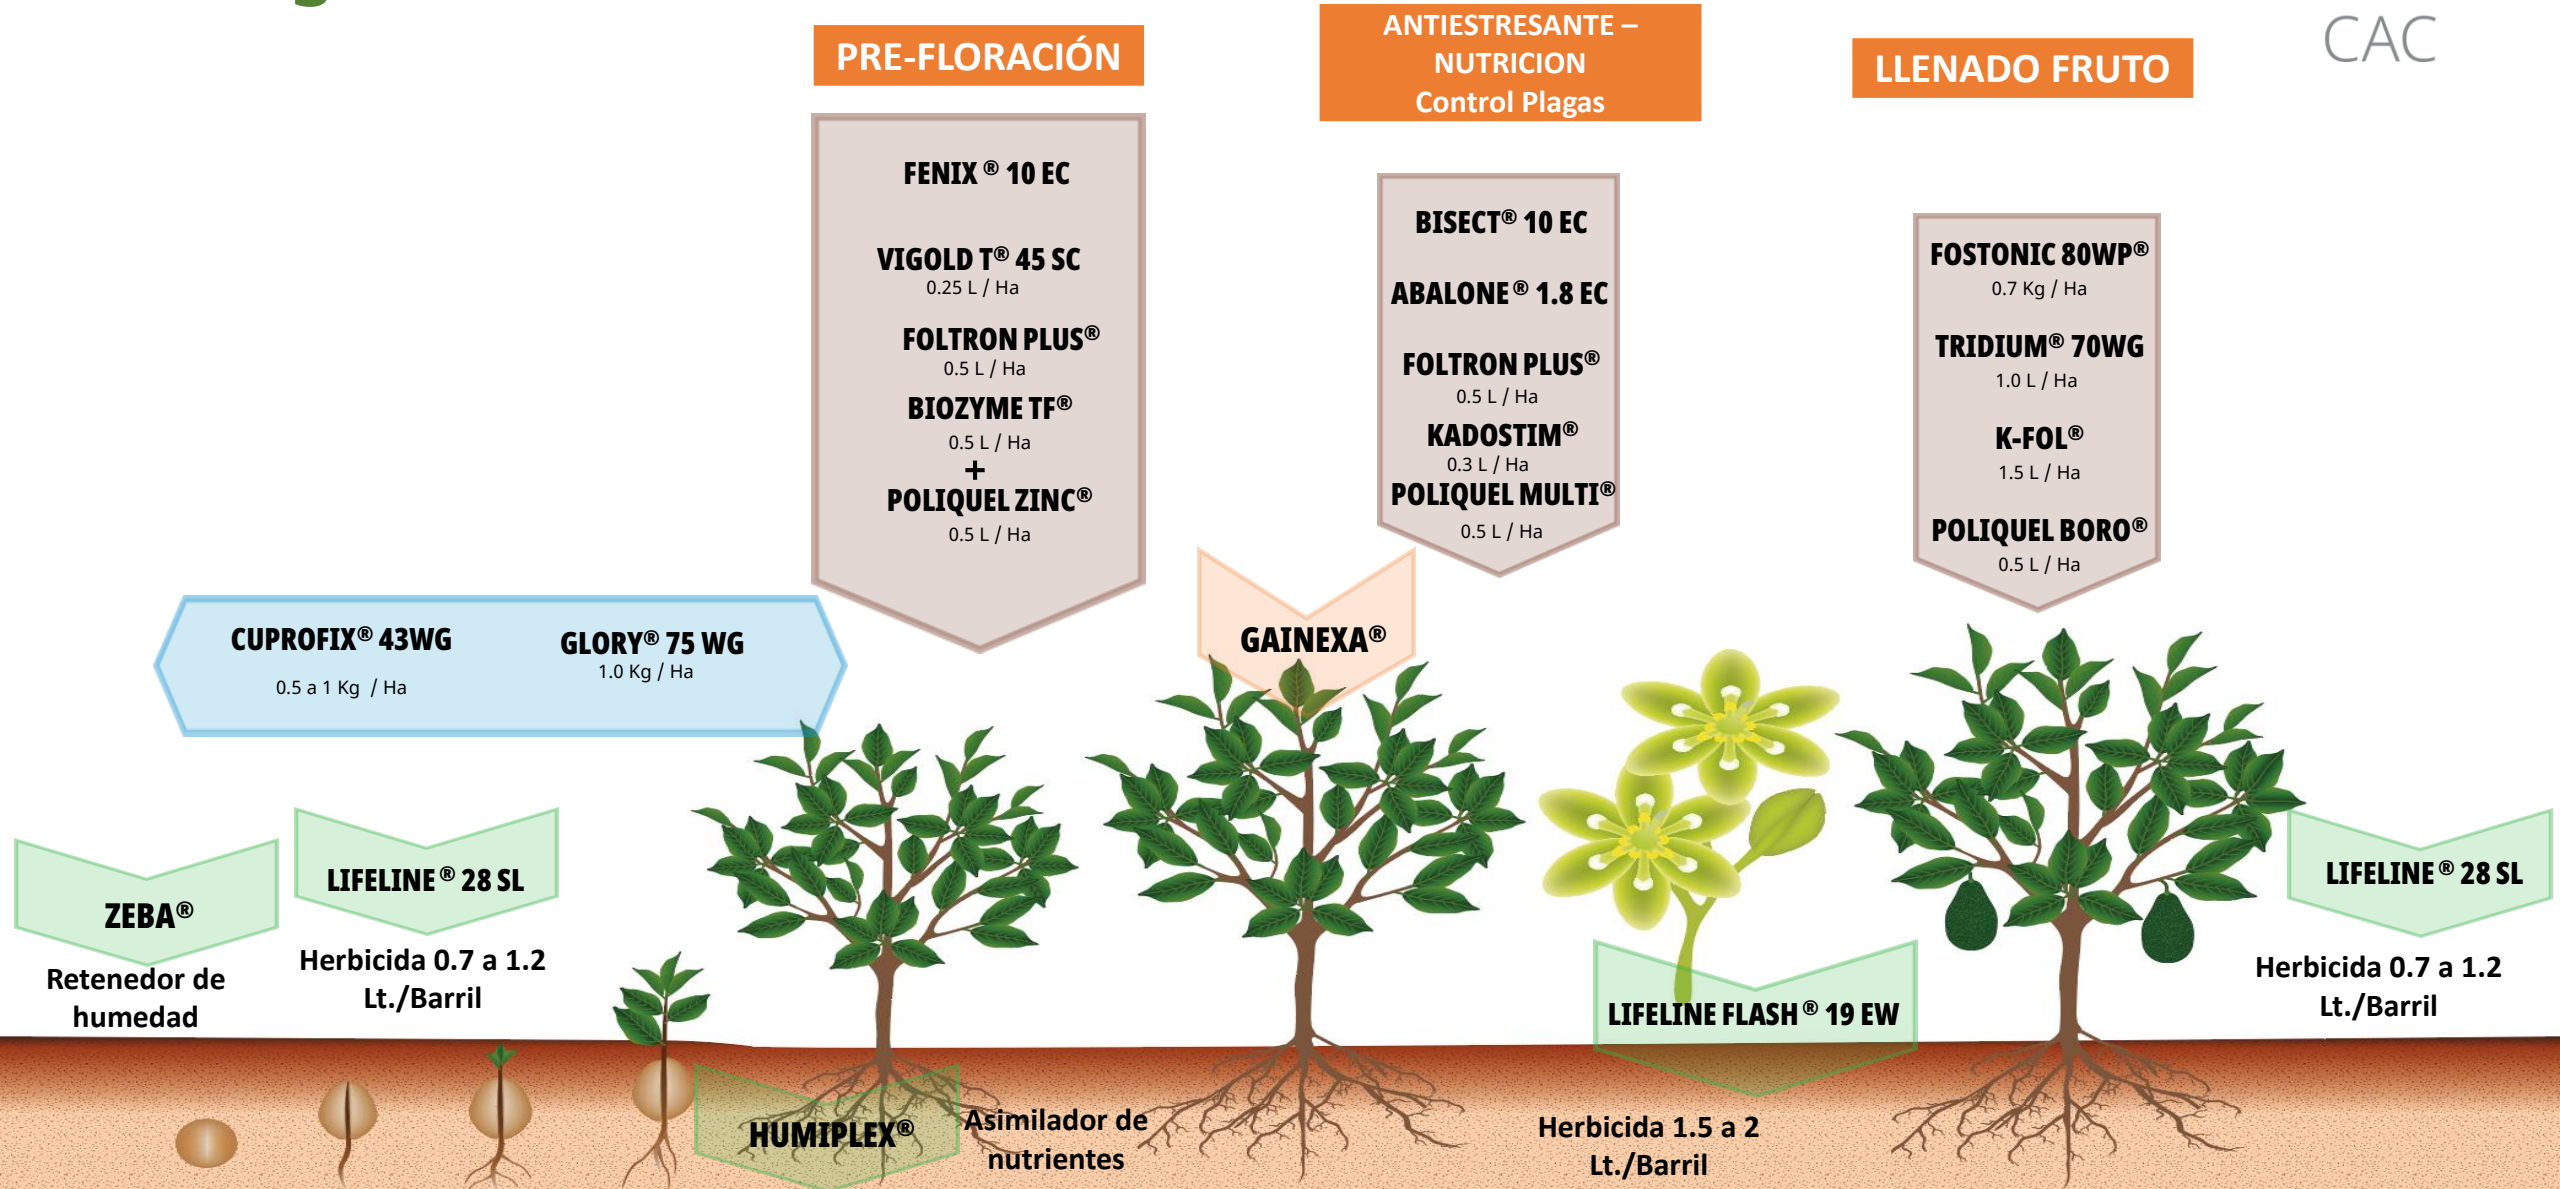 CAC
PRE-FLORACIÓN
FENIX ® 10 EC
VIGOLD T® 45 SC
0.25 L / Ha
FOLTRON PLUS®
0.5 L / Ha
BIOZYME TF®
0.5 L / Ha
+
POLIQUEL ZINC®
0.5 L / Ha
ANTIESTRESANTE –
NUTRICION
Control Plagas
BISECT® 10 EC
ABALONE® 1.8 EC
FOLTRON PLUS®
0.5 L / Ha
KADOSTIM®
0.3 L / Ha
POLIQUEL MULTI®
0.5 L / Ha
LLENADO FRUTO
FOSTONIC 80WP®
0.7 Kg / Ha
TRIDIUM® 70WG
1.0 L / Ha
K-FOL®
1.5 L / Ha
POLIQUEL BORO®
0.5 L / Ha
CUPROFIX® 43WG
0.5 a 1 Kg / Ha
GLORY® 75 WG
1.0 Kg / Ha
GAINEXA®
ZEBA®
Retenedor de
humedad
LIFELINE® 28 SL
Herbicida 0.7 a 1.2
Lt./Barril
HUMIPLEX®
Asimilador de
nutrientes
LIFELINE FLASH® 19 EW
Herbicida 1.5 a 2
Lt./Barril
LIFELINE® 28 SL
Herbicida 0.7 a 1.2
Lt./Barril